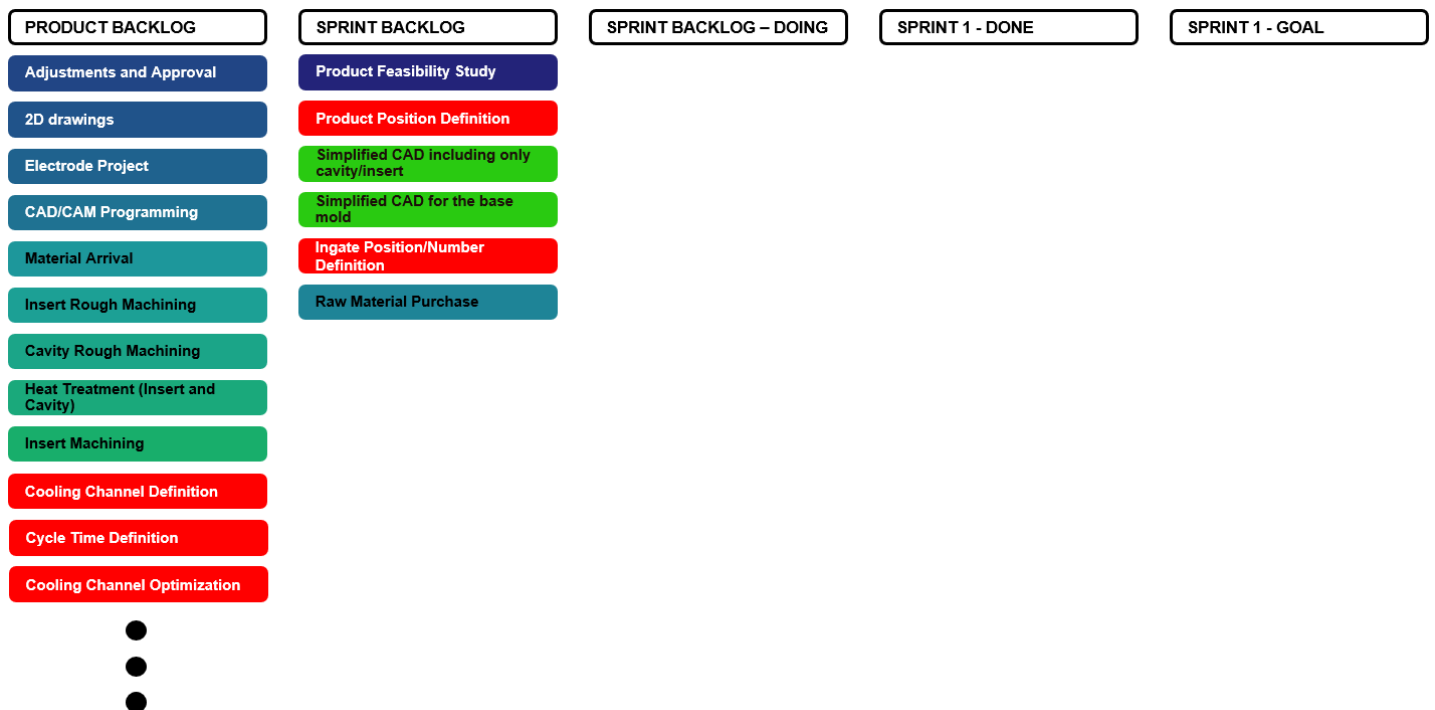 PRODUCT BACKLOG
Adjustments and Approval
2D drawings
Electrode Project
CAD/CAM Programming
Material Arrival
Insert Rough Machining
Cavity Rough Machining
Heat Treatment (Insert and
Cavity)
Insert Machining
Cooling Channel Definition
Cycle Time Definition
Cooling Channel Optimization
SPRINT BACKLOG
Product Feasibility Study
Product Position Definition
Simplified CAD including only
cavity/insert
Simplified CAD for the base
mold
Ingate Position/Number
Definition
Raw Material Purchase
SPRINT BACKLOG – DOING
SPRINT 1 - DONE
SPRINT 1 - GOAL